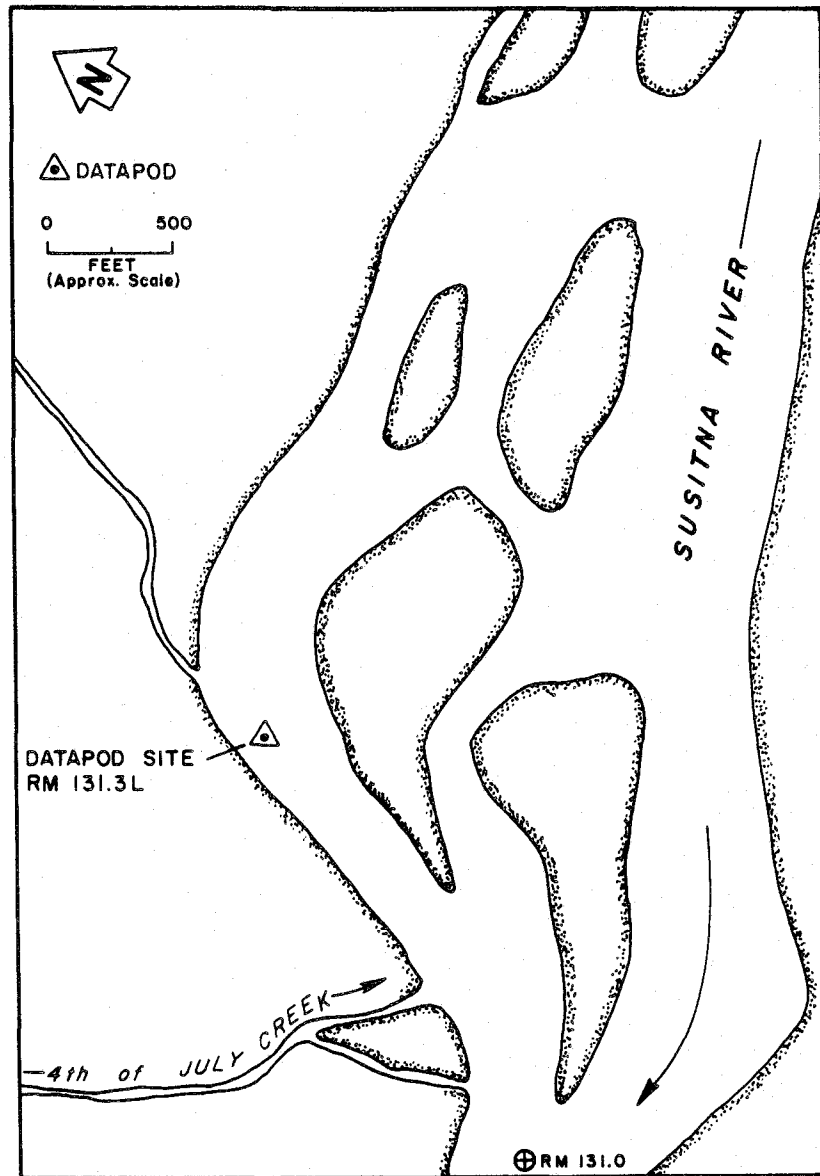 N
DATAPOD
0 500
FEET
(Approx. Scale)
SUSITNA RIVER
DATAPOD SITE
RM 131.3L
4th of JULY CREEK
RM 131.0